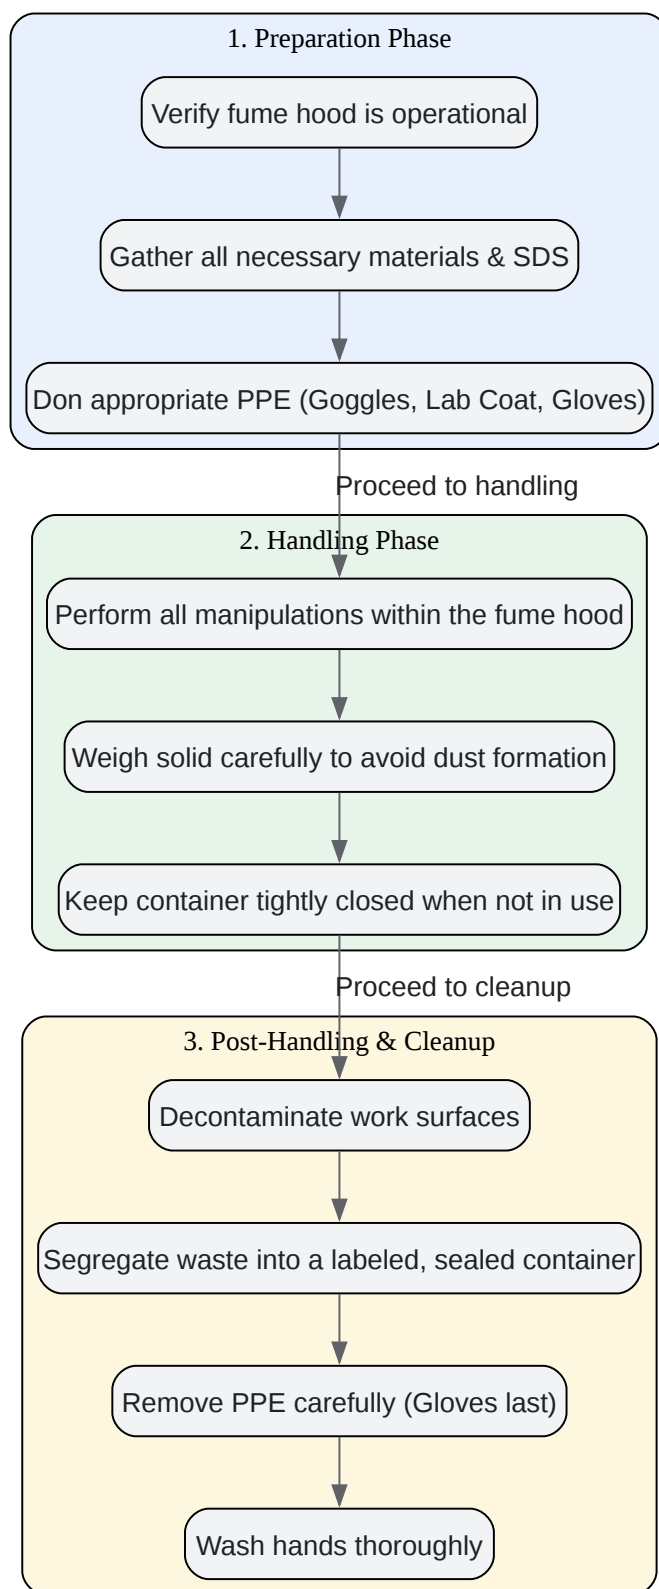 1. Preparation Phase
Verify fume hood is operational
Gather all necessary materials & SDS
Don appropriate PPE (Goggles, Lab Coat, Gloves)
Proceed to handling
2. Handling Phase
Perform all manipulations within the fume hood
Weigh solid carefully to avoid dust formation
Keep container tightly closed when not in use
Proceed to cleanup
3. Post-Handling & Cleanup
Decontaminate work surfaces
Segregate waste into a labeled, sealed container
Remove PPE carefully (Gloves last)
Wash hands thoroughly